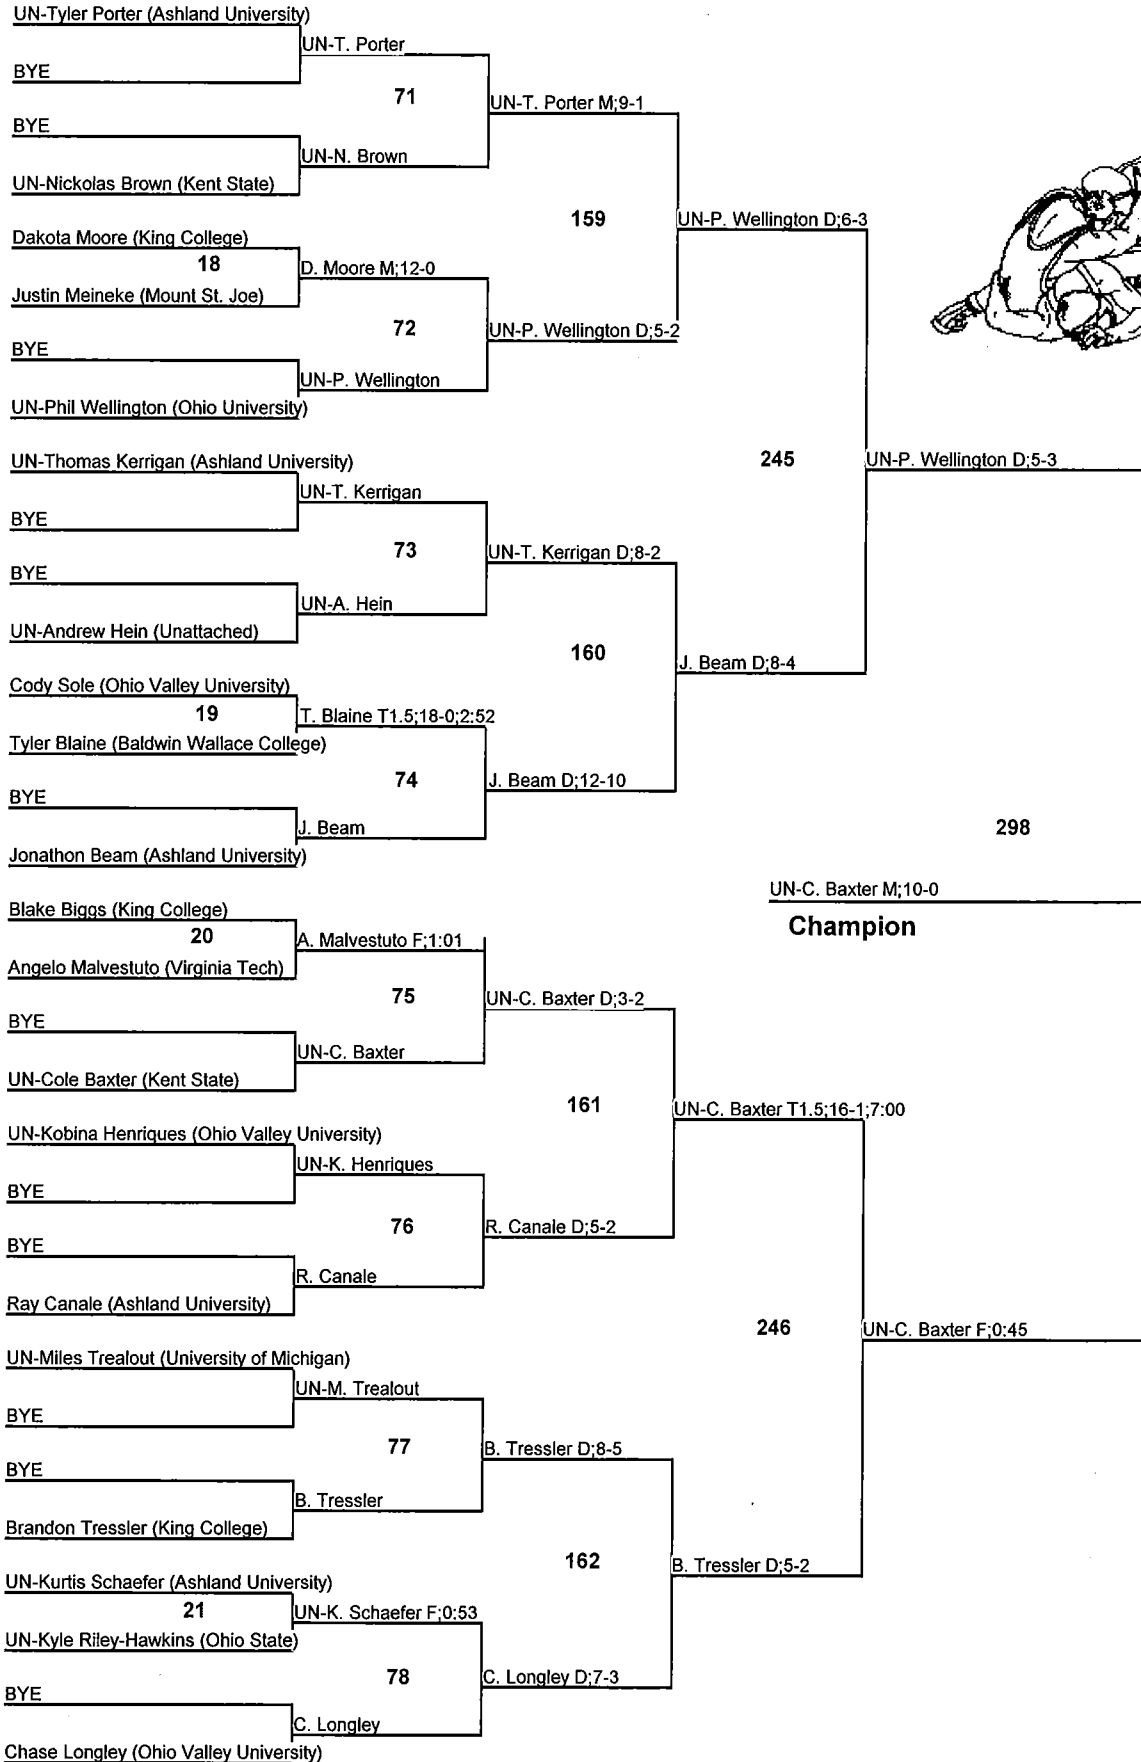 UN-Tyler Porter (Ashland University)
UN-T. Porter
BYE
71
UN-T. Porter M;9-1
BYE
UN-N. Brown
UN-Nickolas Brown (Kent State)
159
UN-P. Wellington D;6-3
Dakota Moore (King College)
18
D. Moore M;12-0
Justin Meineke (Mount St. Joe)
72
UN-P. Wellington D;5-2
BYE
UN-P. Wellington
UN-Phil Wellington (Ohio University)
245
UN-P. Wellington D;5-3
UN-Thomas Kerrigan (Ashland University)
UN-T. Kerrigan
BYE
73
UN-T. Kerrigan D;8-2
BYE
UN-A. Hein
UN-Andrew Hein (Unattached)
160
J. Beam D;8-4
Cody Sole (Ohio Valley University)
19
T. Blaine T1.5;18-0;2:52
Tyler Blaine (Baldwin Wallace College)
74
J. Beam D;12-10
BYE
J. Beam
Jonathon Beam (Ashland University)
298
UN-C. Baxter M;10-0
Champion
Blake Biggs (King College)
20
A. Malvestuto F;1:01
Angelo Malvestuto (Virginia Tech)
75
UN-C. Baxter D;3-2
BYE
UN-C. Baxter
UN-Cole Baxter (Kent State)
161
UN-C. Baxter T1.5;16-1;7:00
UN-Kobina Henriques (Ohio Valley University)
UN-K. Henriques
BYE
76
R. Canale D;5-2
BYE
R. Canale
Ray Canale (Ashland University)
246
UN-C. Baxter F;0:45
UN-Miles Trealout (University of Michigan)
UN-M. Trealout
BYE
77
B. Tressler D;8-5
BYE
B. Tressler
Brandon Tressler (King College)
162
B. Tressler D;5-2
UN-Kurtis Schaefer (Ashland University)
21
UN-K. Schaefer F;0:53
UN-Kyle Riley-Hawkins (Ohio State)
78
C. Longley D;7-3
BYE
C. Longley
Chase Longley (Ohio Valley University)